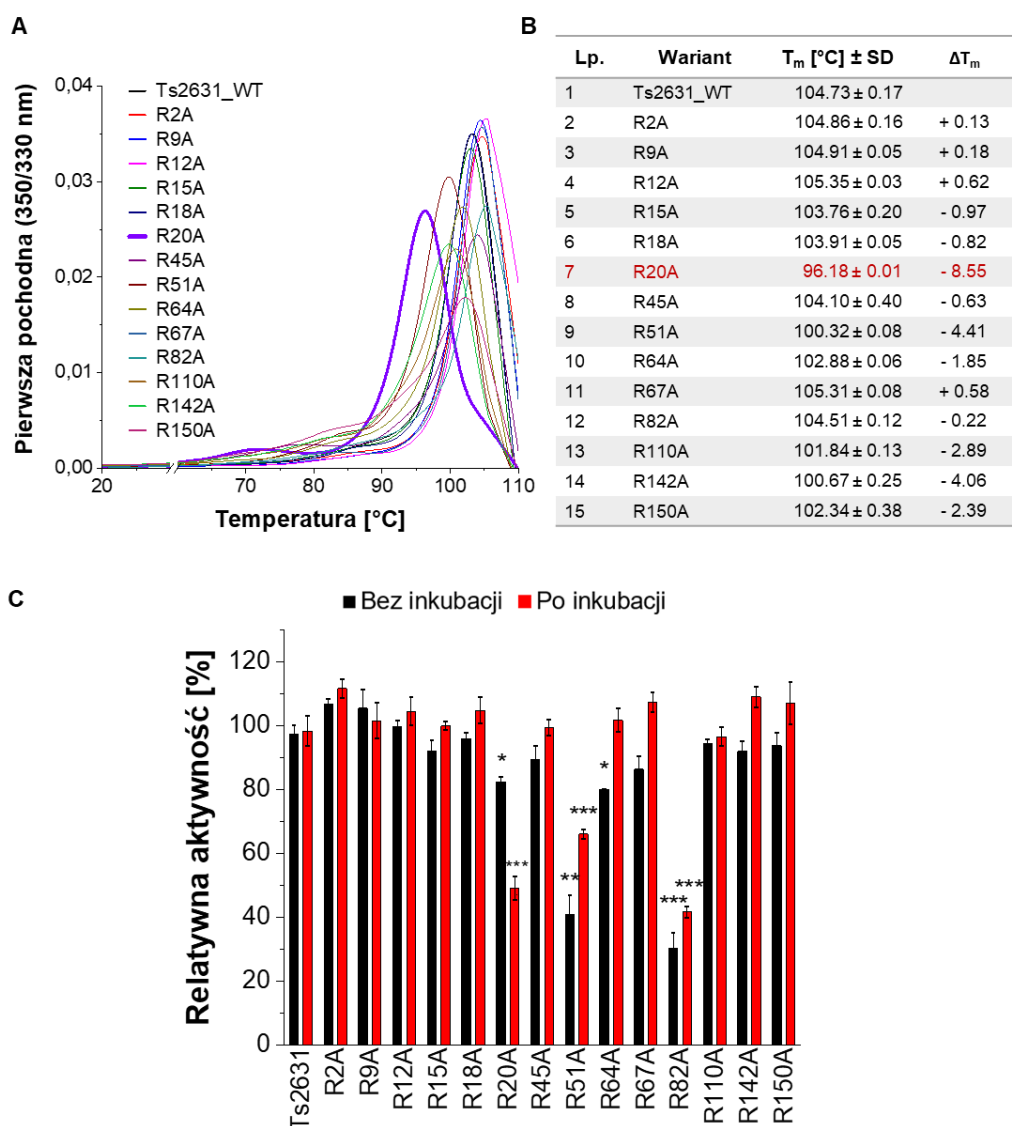 A
Pierwsza pochodna (350/330 nm)
0,04
0,03
0,02
0,01
0,00
Ts2631_WT
R2A
R9A
R12A
R15A
R18A
R20A
R45A
R51A
R64A
R67A
R82A
R110A
R142A
R150A
20 70 80 90 100 110
Temperatura [°C]
B
Lp. Wariant Tm [°C] ± SD ΔTm
1 Ts2631_WT 104.73 ± 0.17
2 R2A 104.86 ± 0.16 + 0.13
3 R9A 104.91 ± 0.05 + 0.18
4 R12A 105.35 ± 0.03 + 0.62
5 R15A 103.76 ± 0.20 - 0.97
6 R18A 103.91 ± 0.05 - 0.82
7 R20A 96.18 ± 0.01 - 8.55
8 R45A 104.10 ± 0.40 - 0.63
9 R51A 100.32 ± 0.08 - 4.41
10 R64A 102.88 ± 0.06 - 1.85
11 R67A 105.31 ± 0.08 + 0.58
12 R82A 104.51 ± 0.12 - 0.22
13 R110A 101.84 ± 0.13 - 2.89
14 R142A 100.67 ± 0.25 - 4.06
15 R150A 102.34 ± 0.38 - 2.39
C
Bez inkubacji Po inkubacji
Relatywna aktywność [%]
120
100
80
60
40
20
0
* *** ** *** * *** ***
Ts2631 R2A R9A R12A R15A R18A R20A R45A R51A R64A R67A R82A R110A R142A R150A